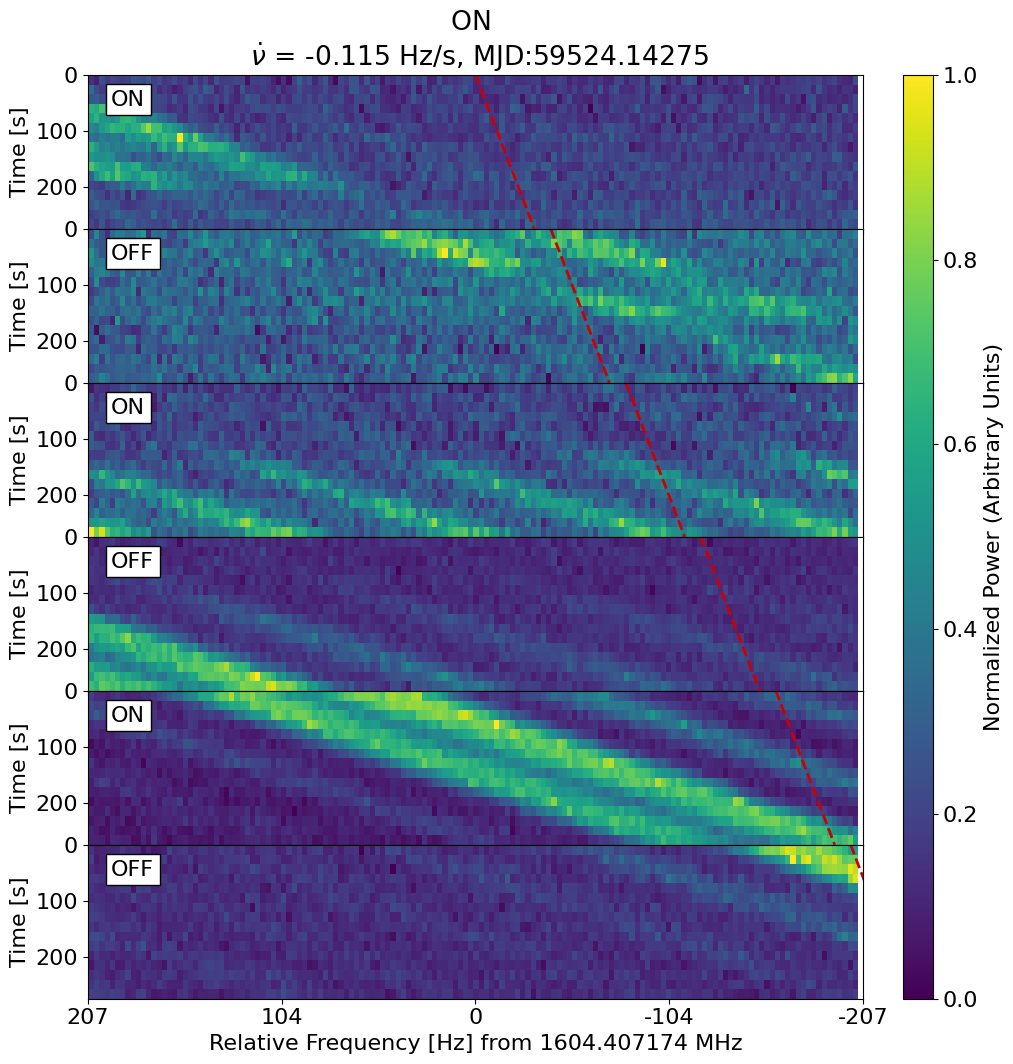 ON
ν̇ = -0.115 Hz/s, MJD:59524.14275
0
ON
100
Time [s]
200
0
OFF
100
Time [s]
200
0
ON
100
Time [s]
200
0
OFF
100
Time [s]
200
0
ON
100
Time [s]
200
0
OFF
100
Time [s]
200
207 104 0 -104 -207
Relative Frequency [Hz] from 1604.407174 MHz
1.0
0.8
0.6
0.4
0.2
0.0
Normalized Power (Arbitrary Units)